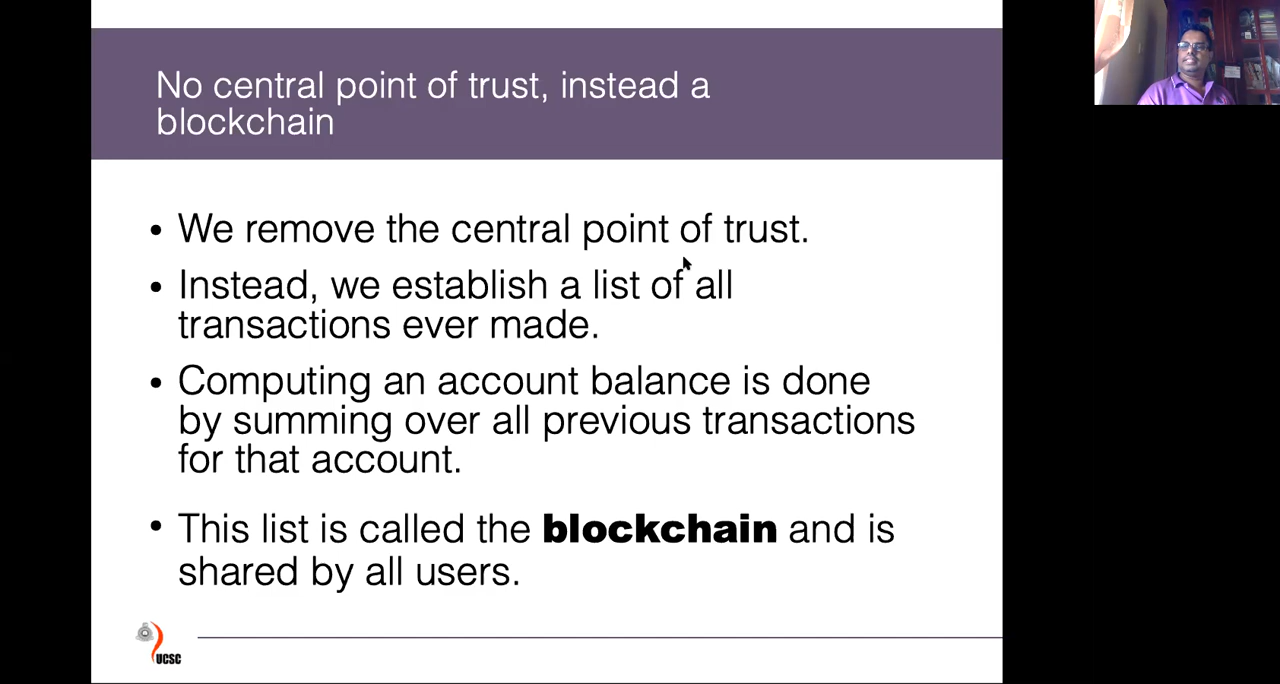 No central point of trust, instead a
blockchain
• We remove the central point of trust.
• Instead, we establish a list of all
transactions ever made.
• Computing an account balance is done
by summing over all previous transactions
for that account.
• This list is called the blockchain and is
shared by all users.
UCSC